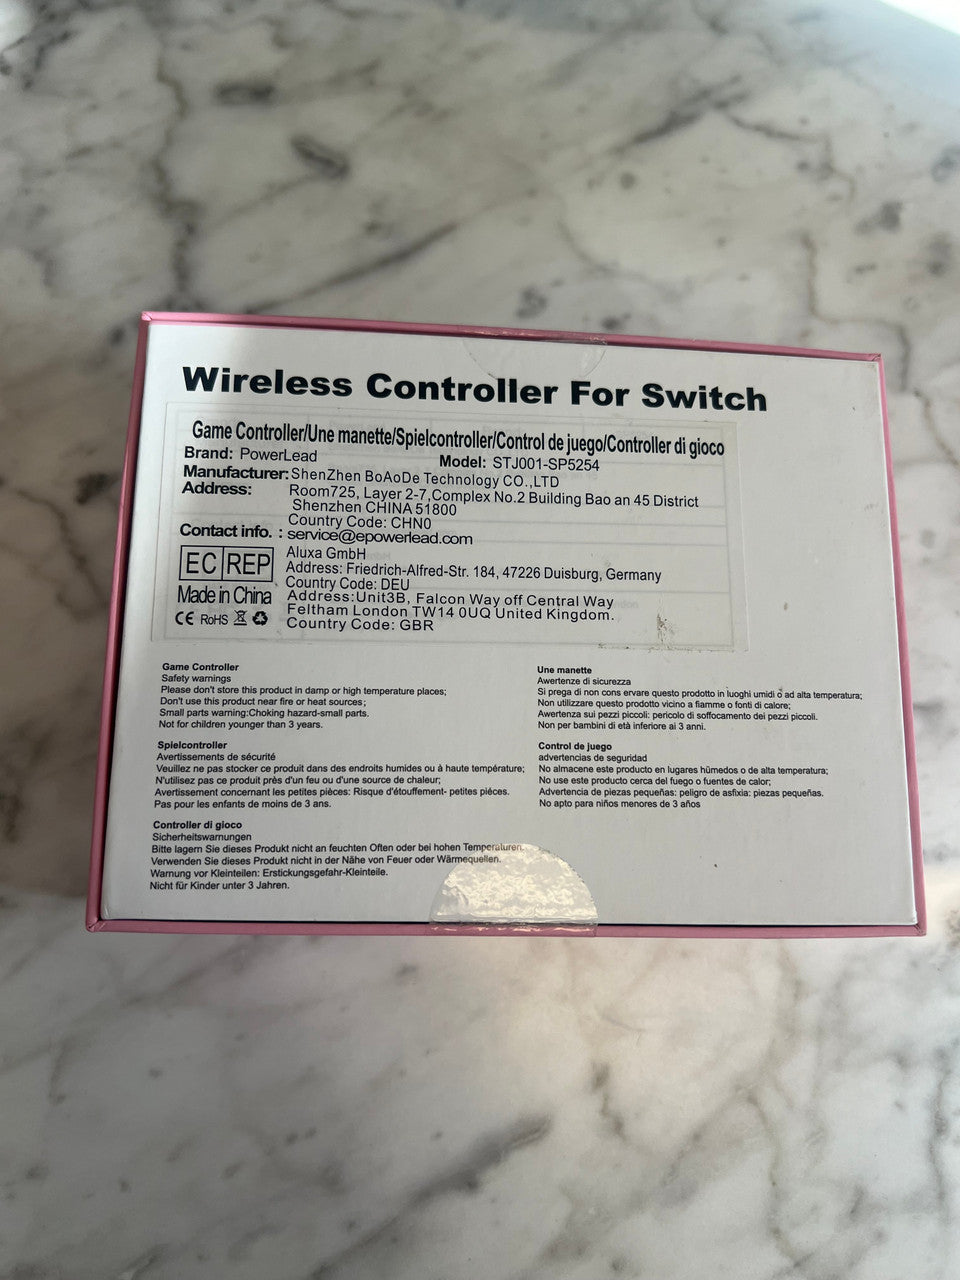 Wireless Controller For Switch
Game Controller/Une manette/Spielcontroller/Control de juego/Controller di gioco
Brand: PowerLead
Model: STJ001-SP5254
Manufacturer: ShenZhen BoAoDe Technology CO.,LTD
Address: Room725, Layer 2-7,Complex No.2 Building Bao an 45 District
Shenzhen CHINA 51800
Country Code: CHN0
Contact info. : service@epowerlead.com
EC REP
Aluxa GmbH
Address: Friedrich-Alfred-Str. 184, 47226 Duisburg, Germany
Country Code: DEU
Made in China
Address:Unit3B, Falcon Way off Central Way
Feltham London TW14 0UQ United Kingdom.
CE RoHS
Country Code: GBR
Game Controller
Safety warnings
Please don't store this product in damp or high temperature places;
Don't use this product near fire or heat sources;
Small parts warning:Choking hazard-small parts.
Not for children younger than 3 years.
Une manette
Awertenze di sicurezza
Si prega di non cons ervare questo prodotto in luoghi umidi ó ad alta temperatura;
Non utilizzare questo prodotto vicino a fiamme o fonti di calore;
Awertenza sui pezzi piccoli: pericolo di soffocamento dei pezzi piccoli.
Non per bambini di età inferiore ai 3 anni.
Spielcontroller
Avertissements de sécurité
Veuillez ne pas stocker ce produit dans des endroits humides ou à haute température;
N'utilisez pas ce produit près d'un feu ou d'une source de chaleur;
Avertissement concernant les petites pièces: Risque d'étouffement- petites piéces.
Pas pour les enfants de moins de 3 ans.
Control de juego
advertencias de seguridad
No almacene este producto en lugares hūmedos o de alta temperatura;
No use este producto cerca del fuego o fuentes de calor;
Advertencia de piezas pequeñas: peligro de asfixia: piezas pequeñas.
No apto para niños menores de 3 años
Controller di gioco
Sicherheitswarnungen
Bitte lagern Sie dieses Produkt nicht an feuchten Often oder bei hohen Temperaturen.
Verwenden Sie dieses Produkt nicht in der Nähe von Feuer oder Wärmequellen.
Warnung vor Kleinteilen: Erstickungsgefahr-Kleinteile.
Nicht für Kinder unter 3 Jahren.